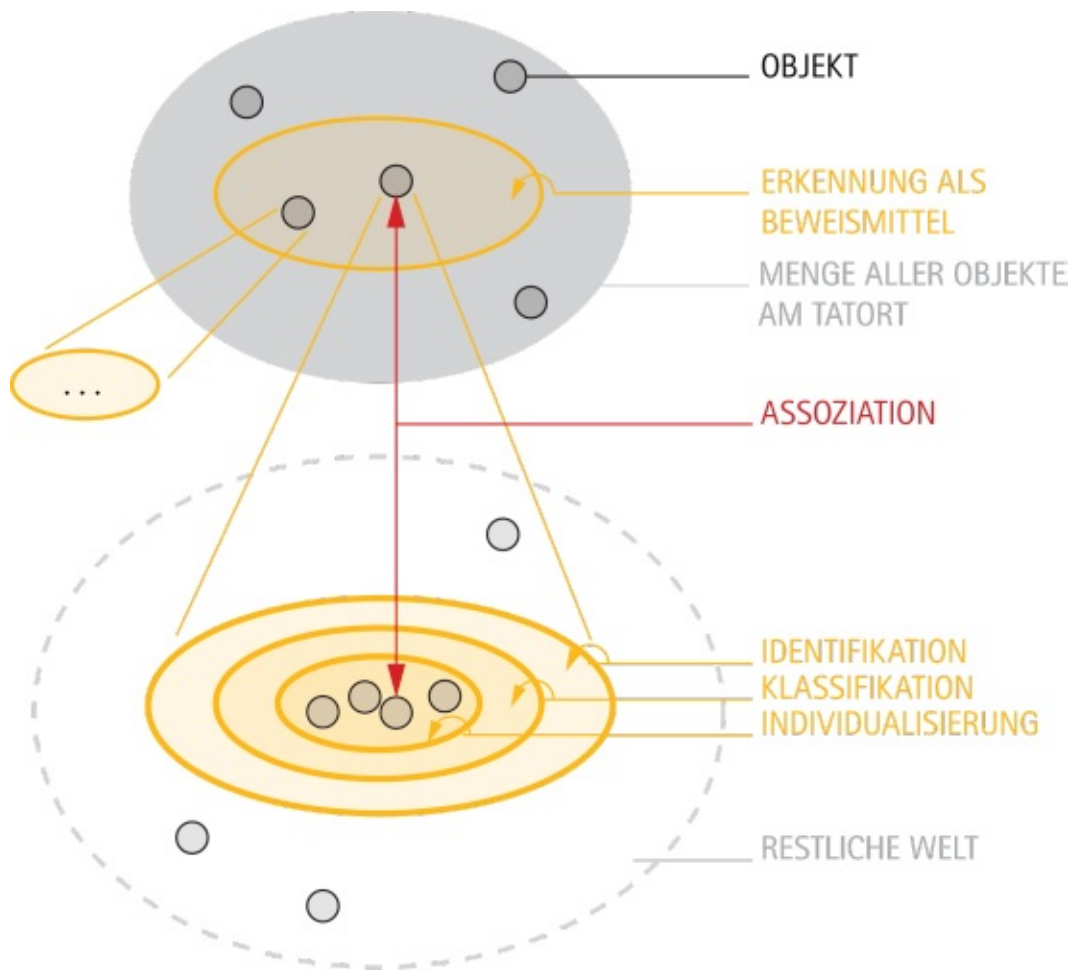 OBJEKT
ERKENNUNG ALS
BEWEISMITTEL
MENGE ALLER OBJEKTE
AM TATORT
...
ASSOZIATION
IDENTIFIKATION
KLASSIFIKATION
INDIVIDUALISIERUNG
RESTLICHE WELT